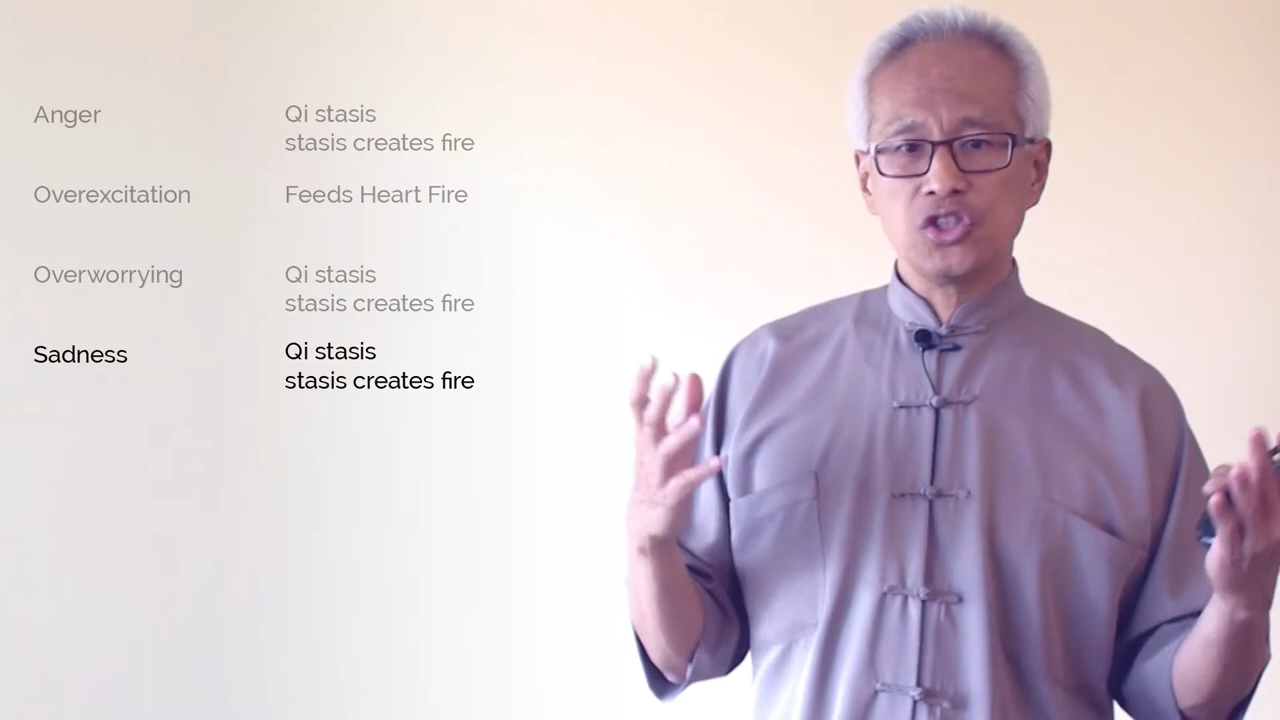 Anger
Qi stasis
stasis creates fire
Overexcitation
Feeds Heart Fire
Overworrying
Qi stasis
stasis creates fire
Sadness
Qi stasis
stasis creates fire